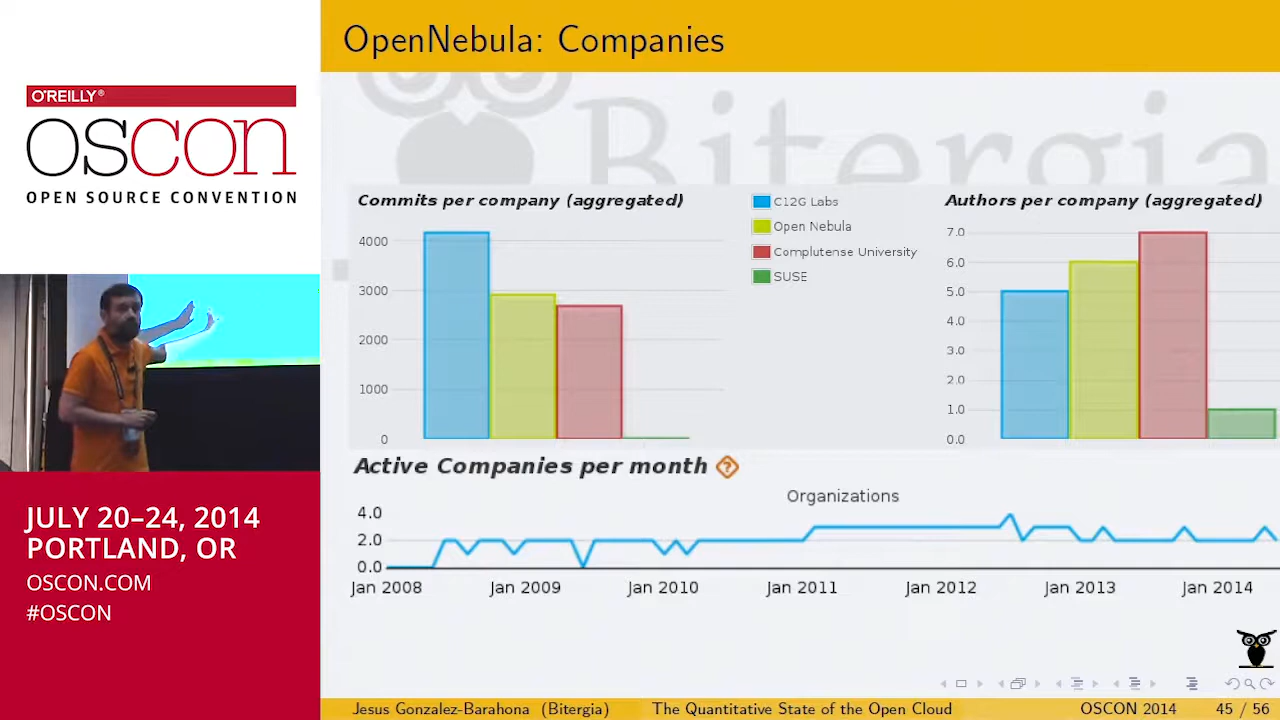 O'REILLY®
OSCON
OPEN SOURCE CONVENTION
JULY 20–24, 2014
PORTLAND, OR
OSCON.COM
#OSCON
OpenNebula: Companies
Bitergia
Commits per company (aggregated)
4000
3000
2000
1000
0
C12G Labs
Open Nebula
Complutense University
SUSE
Authors per company (aggregated)
7.0
6.0
5.0
4.0
3.0
2.0
1.0
0.0
Active Companies per month ?
Organizations
4.0
2.0
0.0
Jan 2008 Jan 2009 Jan 2010 Jan 2011 Jan 2012 Jan 2013 Jan 2014
Jesus Gonzalez-Barahona (Bitergia) The Quantitative State of the Open Cloud OSCON 2014 45 / 56